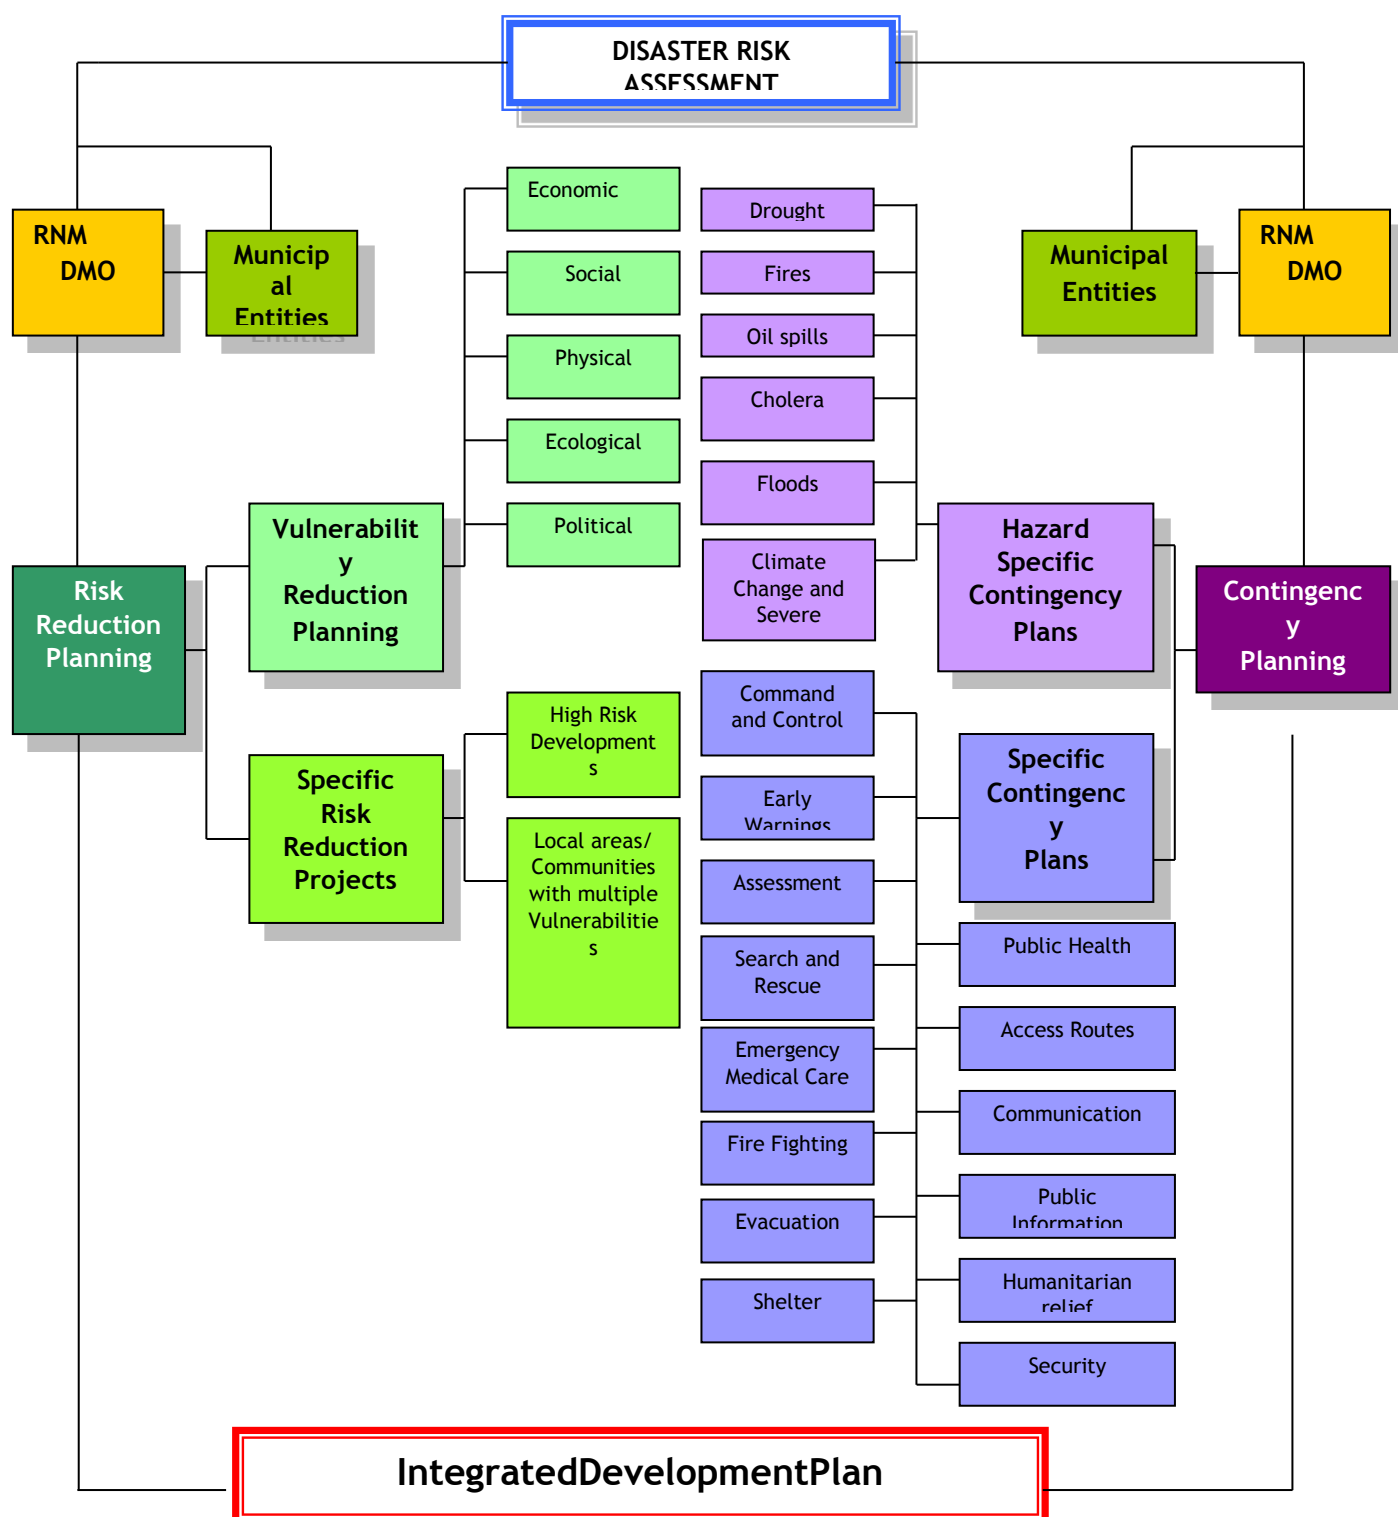 DISASTER RISK
ASSESSMENT
RNM
DMO
Municip
al
Entities
Economic
Social
Physical
Ecological
Political
Drought
Fires
Oil spills
Cholera
Floods
Climate
Change and
Severe
Municipal
Entities
RNM
DMO
Risk
Reduction
Planning
Vulnerabilit
y
Reduction
Planning
Hazard
Specific
Contingency
Plans
Contingenc
y
Planning
Specific
Risk
Reduction
Projects
High Risk
Development
s
Local areas/
Communities
with multiple
Vulnerabilitie
s
Command
and Control
Early
Warnings
Assessment
Search and
Rescue
Emergency
Medical Care
Fire Fighting
Evacuation
Shelter
Specific
Contingenc
y
Plans
Public Health
Access Routes
Communication
Public
Information
Humanitarian
relief
Security
IntegratedDevelopmentPlan